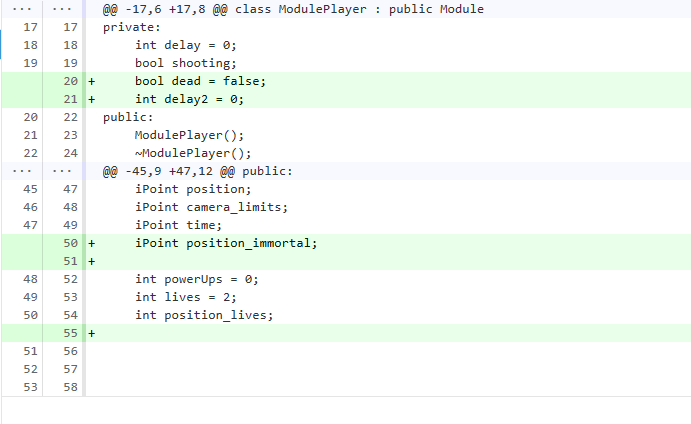 ... ... @@ -17,6 +17,8 @@ class ModulePlayer : public Module
17 17 private:
18 18 int delay = 0;
19 19 bool shooting;
20 + bool dead = false;
21 + int delay2 = 0;
20 22 public:
21 23 ModulePlayer();
22 24 ~ModulePlayer();
... ... @@ -45,9 +47,12 @@ public:
45 47 iPoint position;
46 48 iPoint camera_limits;
47 49 iPoint time;
50 + iPoint position_immortal;
51 +
48 52 int powerUps = 0;
49 53 int lives = 2;
50 54 int position_lives;
55 +
51 56
52 57
53 58